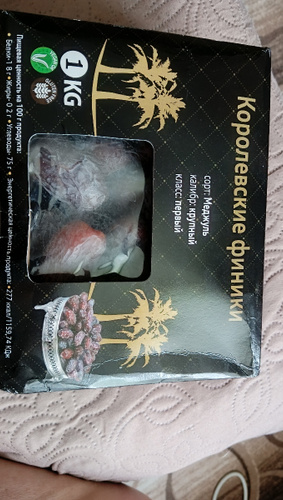 Королевские финики
сорт: Меджуль
калибр: крупный
класс: первый
1 KG
Пищевая ценность на 100 г продукта:
•Белки-1.8 г•Жиры- 0.2 г •Углеводы- 75 г • Энергетическая ценность продукта: •277 ккал/1159,74 КДж